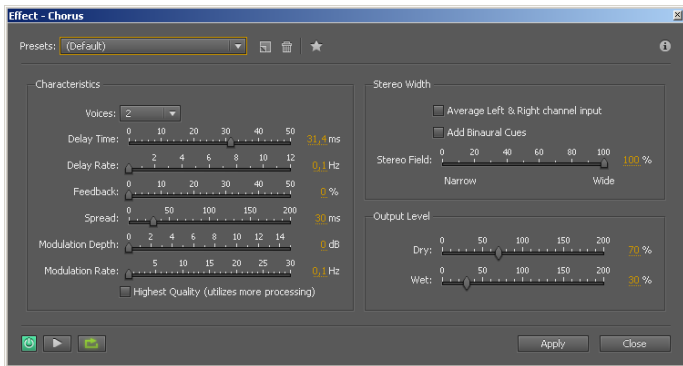 Effect - Chorus
Presets: (Default)
Characteristics
Voices: 2
0 10 20 30 40 50
Delay Time: 31,4 ms
2 4 6 8 10 12
Delay Rate: 0,1 Hz
0 10 20 30 40 50
Feedback: 0 %
0 50 100 150 200
Spread: 30 ms
0 2 4 6 8 10 12 14
Modulation Depth: 0 dB
5 10 15 20 25 30
Modulation Rate: 0,1 Hz
Highest Quality (utilizes more processing)
Stereo Width
Average Left & Right channel input
Add Binaural Cues
0 20 40 60 80 100
Stereo Field: 100 %
Narrow Wide
Output Level
0 50 100 150 200
Dry: 70 %
0 50 100 150 200
Wet: 30 %
Apply Close